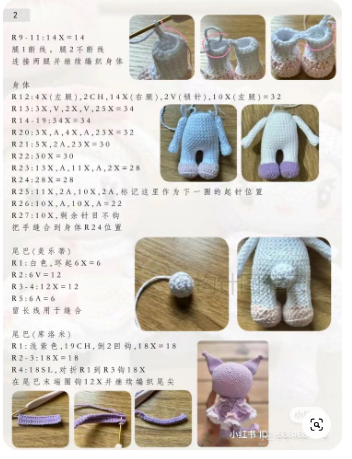 2
R9-11:14X=14
腿1断线，腿2不断线
连接两腿并继续编织身体
身体
R12:4X(左腿),2CH,14X(右腿),2V(锁针),10X(左腿)=32
R13:3X,V,2X,V,25X=34
R14-19:34X=34
R20:3X,A,4X,A,23X=32
R21:5X,2A,23X=30
R22:30X=30
R23:13X,A,11X,A,2X=28
R24:28X=28
R25:11X,2A,10X,2A,标记这里作为下一圈的起针位置
R26:10X,A,10X,A=22
R27:10X,剩余针目不钩
把手缝合到身体R24位置
尾巴(美乐蒂)
R1:白色,环起6X=6
R2:6V=12
R3-4:12X=12
R5:6A=6
留长线用于缝合
尾巴(库洛米)
R1:浅紫色,19CH,倒2回钩,18X=18
R2-3:18X=18
R4:18SL,对折R1到R3钩18X
在尾巴末端圈钩12X并继续编织尾尖
小红书